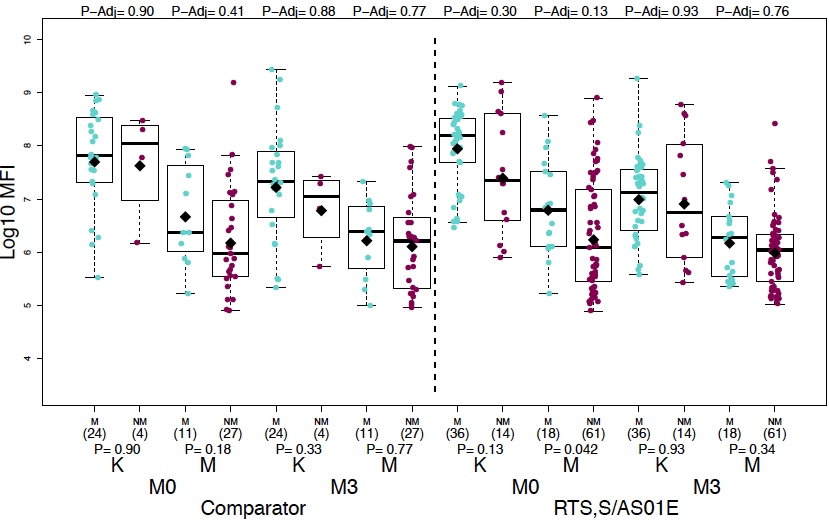 P−Adj= 0.90 P−Adj= 0.41 P−Adj= 0.88 P−Adj= 0.77 P−Adj= 0.30 P−Adj= 0.13 P−Adj= 0.93 P−Adj= 0.76
10
9
8
7
6
5
4
Log10 MFI
M NM M NM M NM M NM M NM M NM M NM M NM
(24) (4) (11) (27) (24) (4) (11) (27) (36) (14) (18) (61) (36) (14) (18) (61)
P= 0.90 P= 0.18 P= 0.33 P= 0.77 P= 0.13 P= 0.042 P= 0.93 P= 0.34
K M K M K M K M
M0 M3 M0 M3
Comparator RTS,S/AS01E